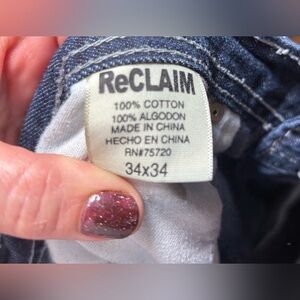 ReCLAIM
100% COTTON
100% ALGODON
MADE IN CHINA
HECHO EN CHINA
RN#75720
34x34